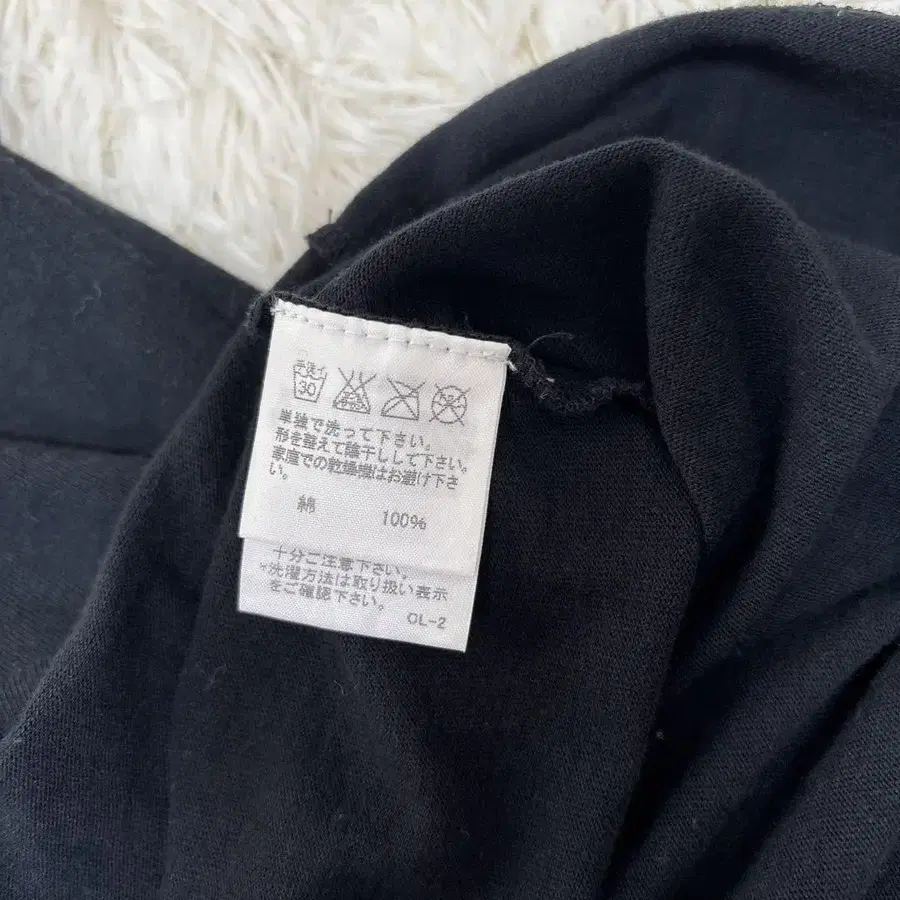 手洗イ
30
単独で洗って下さい。
形を整えて陰干しして下さい。
家庭での乾燥機はお避け下さ
い。
綿 100%
十分ご注意下さい。
*洗濯方法は取り扱い表示
をご確認下さい。
CL-2